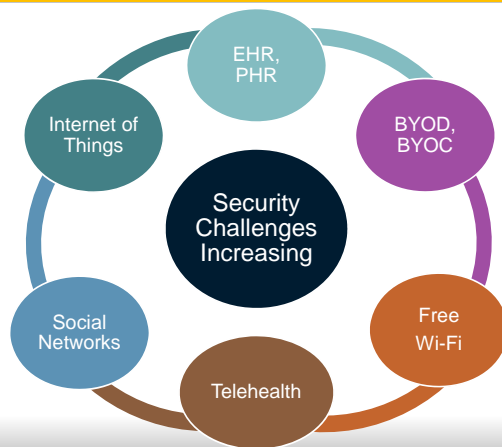 EHR,
PHR
BYOD,
BYOC
Free
Wi-Fi
Telehealth
Social
Networks
Internet of
Things
Security
Challenges
Increasing